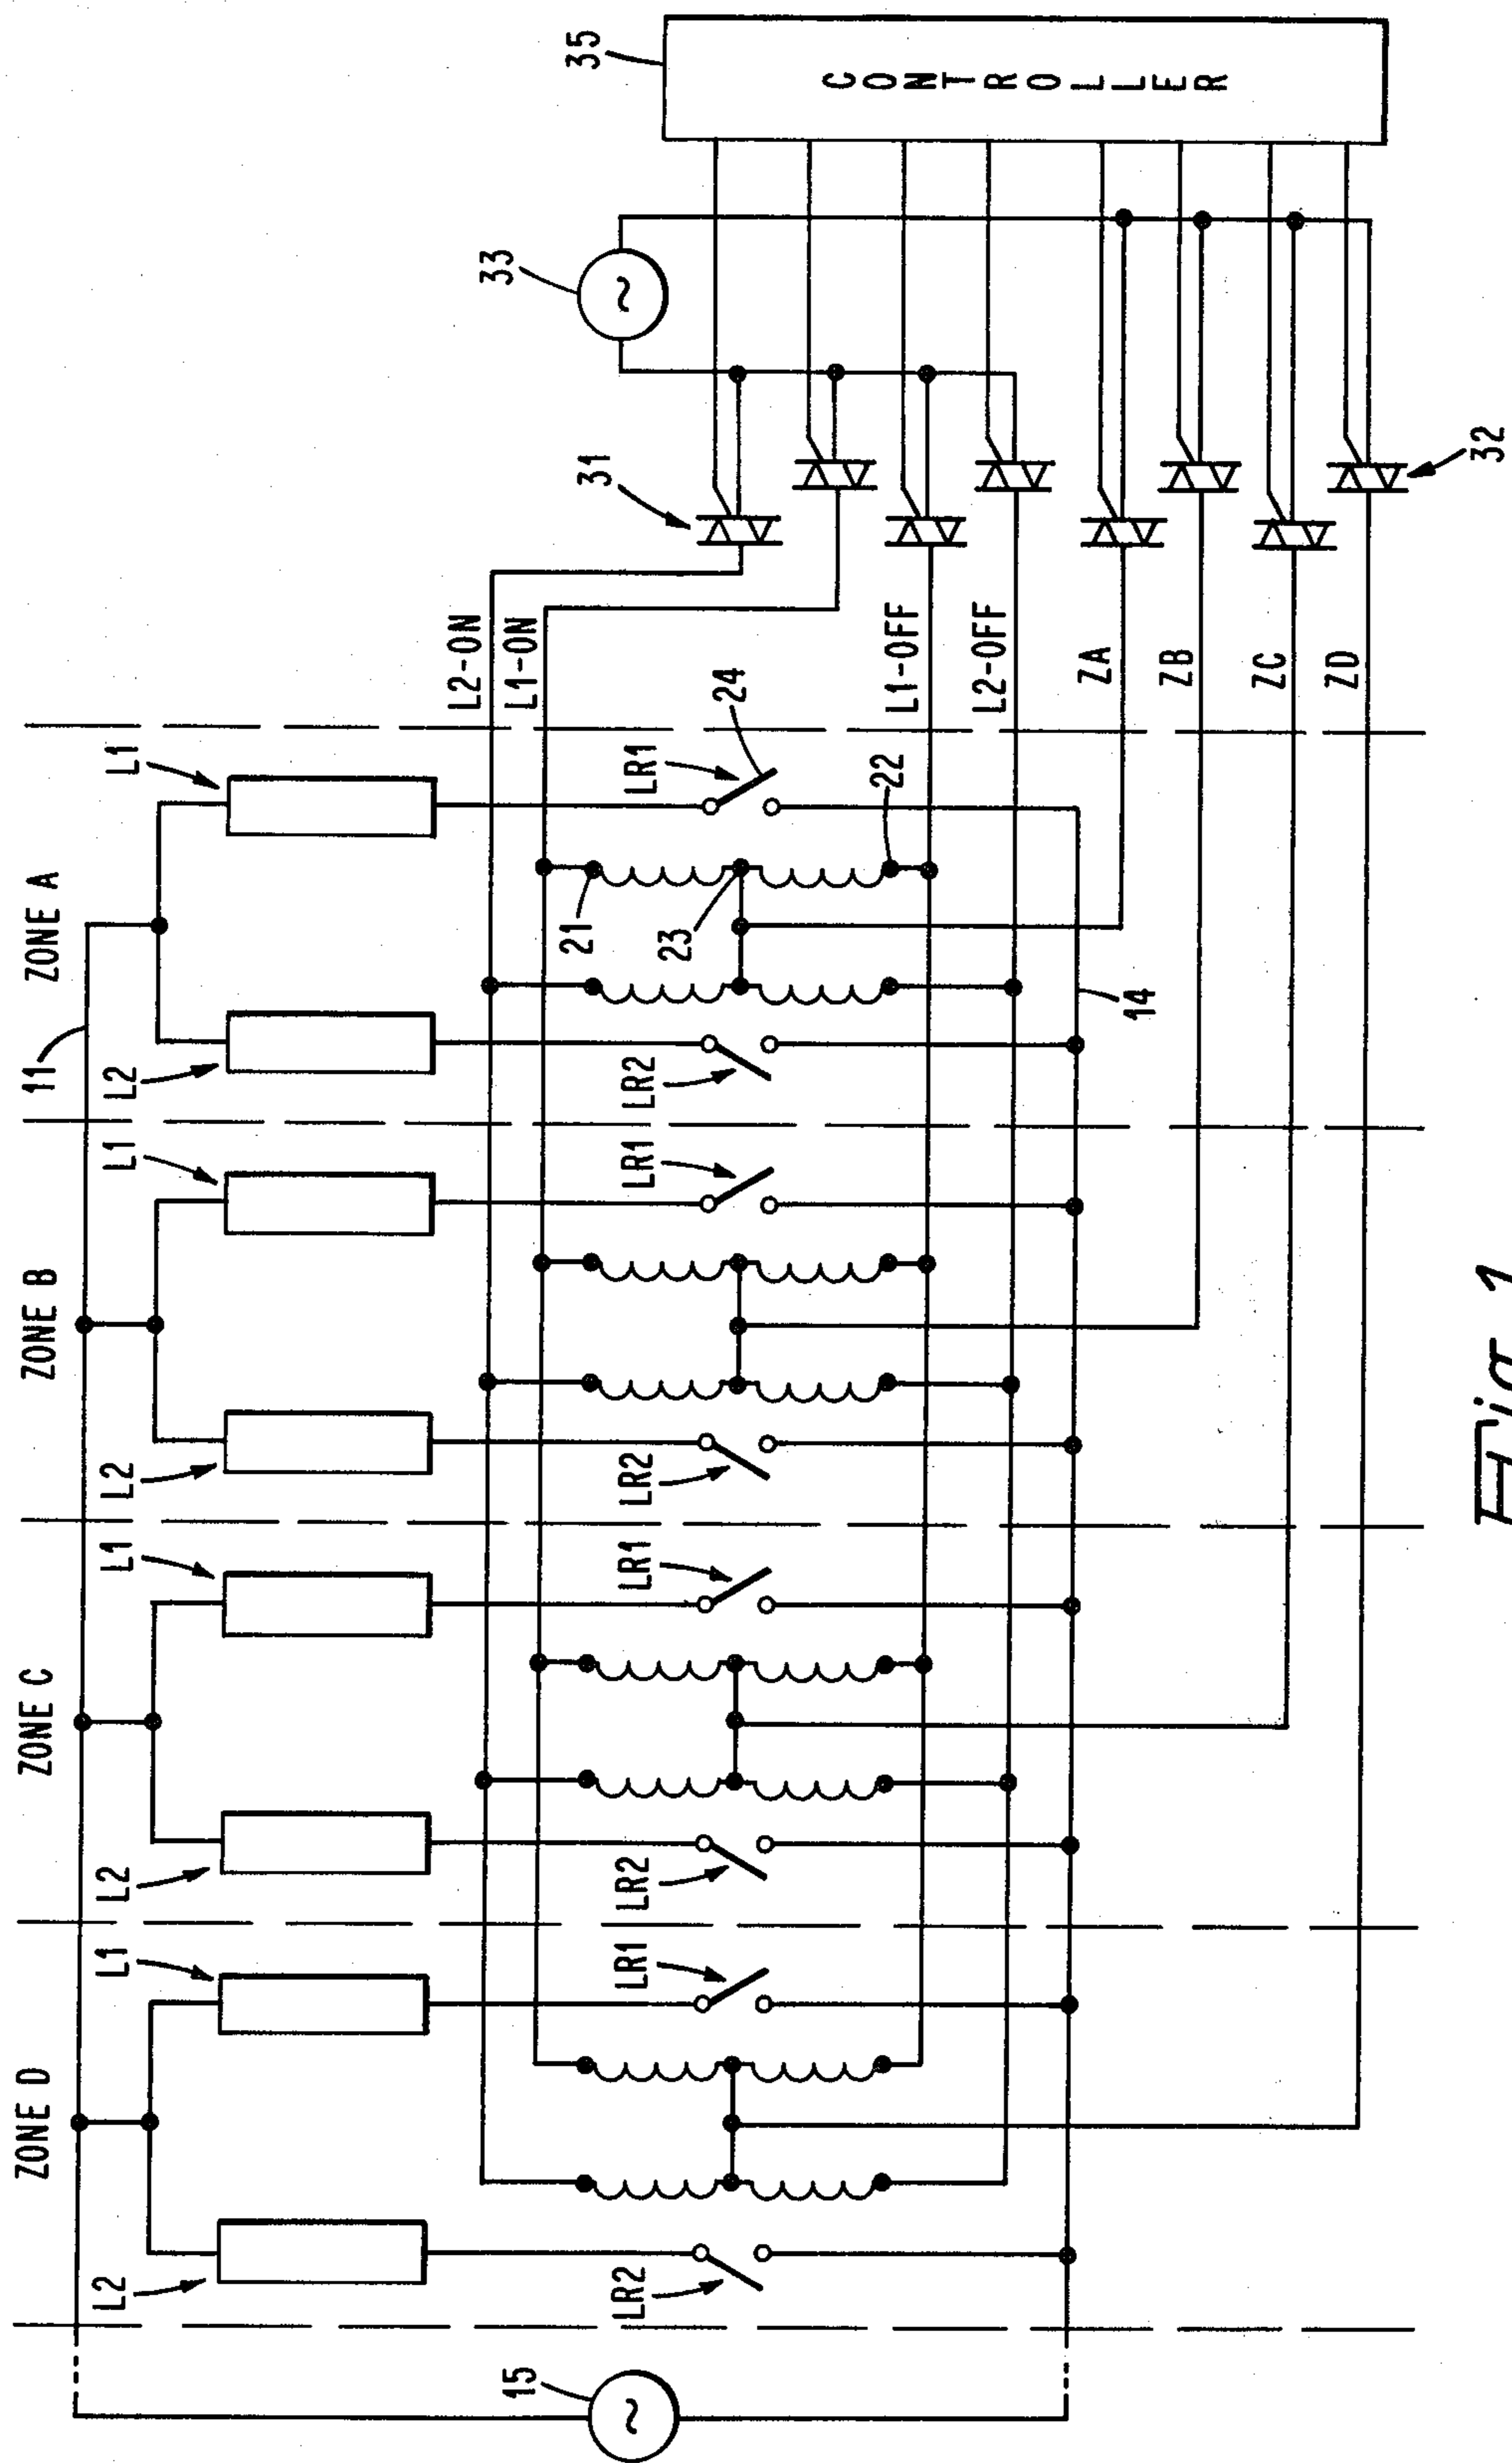 ZONE D
ZONE C
ZONE B
ZONE A
11
L2
L1
L2
L1
L2
L1
L2
L1
15
L2-ON
L1-ON
33
35
CONTROLLER
31
21
LR2
LR1
LR2
LR1
LR2
LR1
LR2
LR1
23
24
22
L1-OFF
L2-OFF
14
ZA
ZB
ZC
ZD
32
Fig. 1